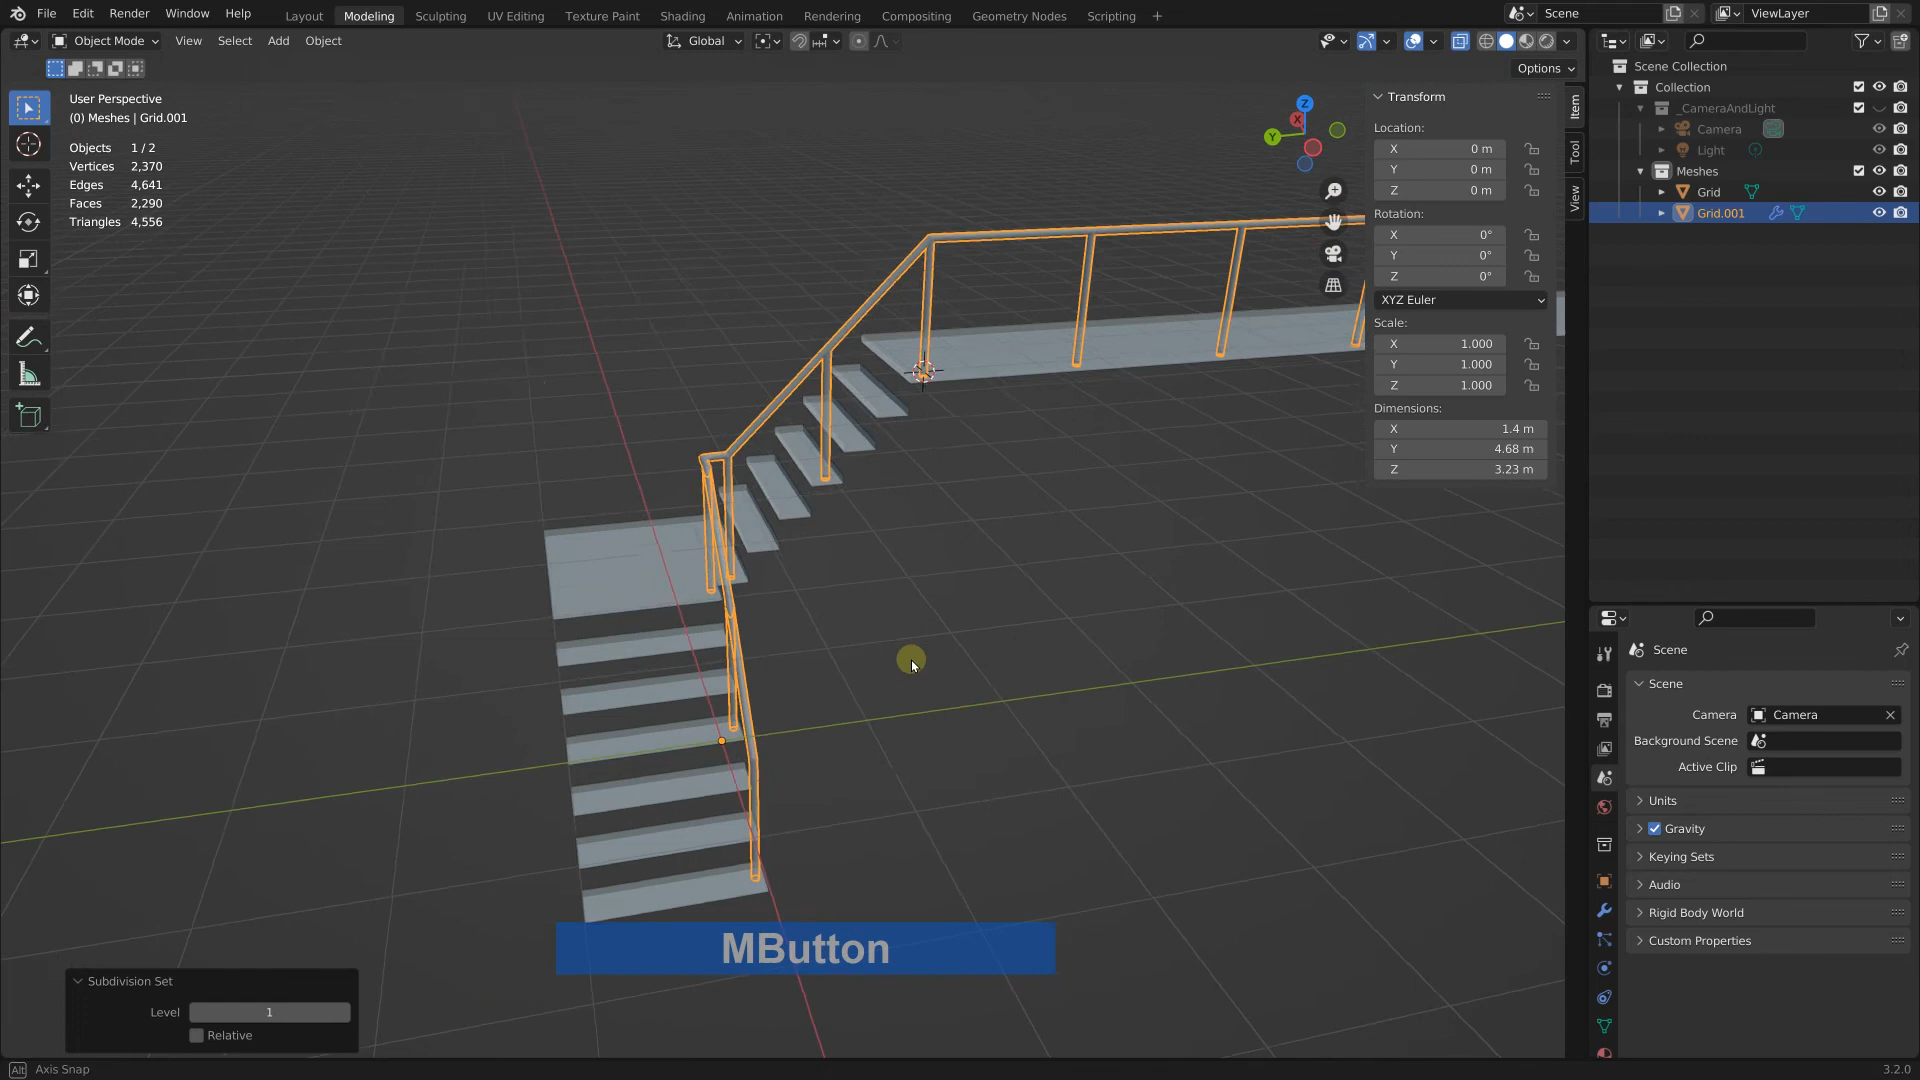 File Edit Render Window Help
Layout Modeling Sculpting UV Editing Texture Paint Shading Animation Rendering Compositing Geometry Nodes Scripting +
Scene
ViewLayer
Object Mode View Select Add Object
Global
Options
User Perspective
(0) Meshes | Grid.001
Objects 1 / 2
Vertices 2,370
Edges 4,641
Faces 2,290
Triangles 4,556
Z
X
Y
Transform
Location:
X 0 m
Y 0 m
Z 0 m
Rotation:
X 0°
Y 0°
Z 0°
XYZ Euler
Scale:
X 1.000
Y 1.000
Z 1.000
Dimensions:
X 1.4 m
Y 4.68 m
Z 3.23 m
Item
Tool
View
Scene Collection
Collection
_CameraAndLight
Camera
Light
Meshes
Grid
Grid.001
Scene
Scene
Camera Camera
Background Scene
Active Clip
Units
Gravity
Keying Sets
Audio
Rigid Body World
Custom Properties
MButton
Subdivision Set
Level 1
Relative
Alt Axis Snap
3.2.0